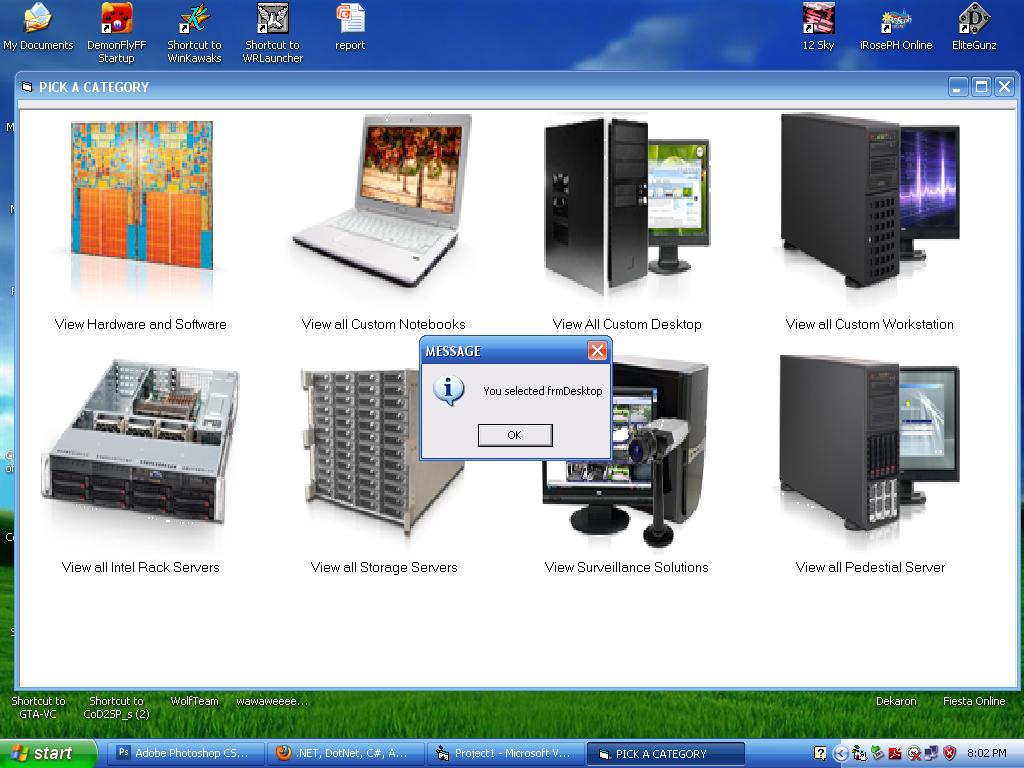 My Documents
DemonFlyFF
Startup
Shortcut to
WinKawaks
Shortcut to
WRLauncher
report
12 Sky
iRosePH Online
EliteGunz
PICK A CATEGORY
View Hardware and Software
View all Custom Notebooks
View All Custom Desktop
View all Custom Workstation
MESSAGE
You selected frmDesktop
OK
View all Intel Rack Servers
View all Storage Servers
View Surveillance Solutions
View all Pedestial Server
Shortcut to
GTA-VC
Shortcut to
CoD2SP_s (2)
WolfTeam
wawaweeee...
Dekaron
Fiesta Online
start
Adobe Photoshop CS...
.NET, DotNet, C#, A...
Project1 - Microsoft V...
PICK A CATEGORY
8:02 PM